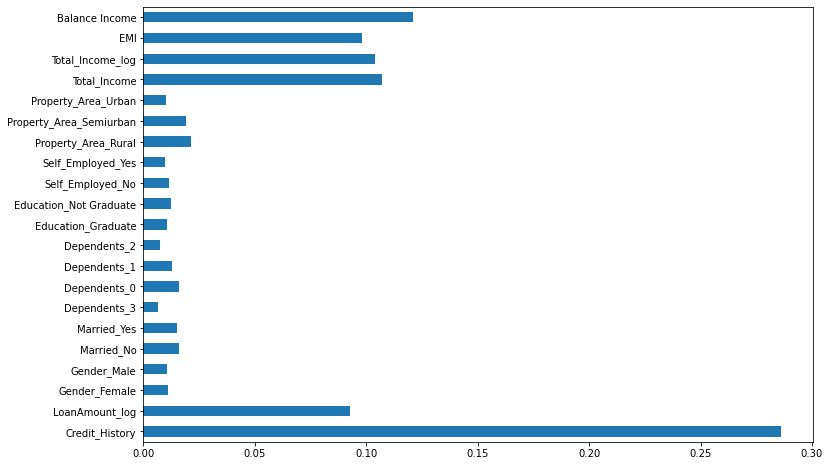 Balance Income
EMI
Total_Income_log
Total_Income
Property_Area_Urban
Property_Area_Semiurban
Property_Area_Rural
Self_Employed_Yes
Self_Employed_No
Education_Not Graduate
Education_Graduate
Dependents_2
Dependents_1
Dependents_0
Dependents_3
Married_Yes
Married_No
Gender_Male
Gender_Female
LoanAmount_log
Credit_History
0.00 0.05 0.10 0.15 0.20 0.25 0.30